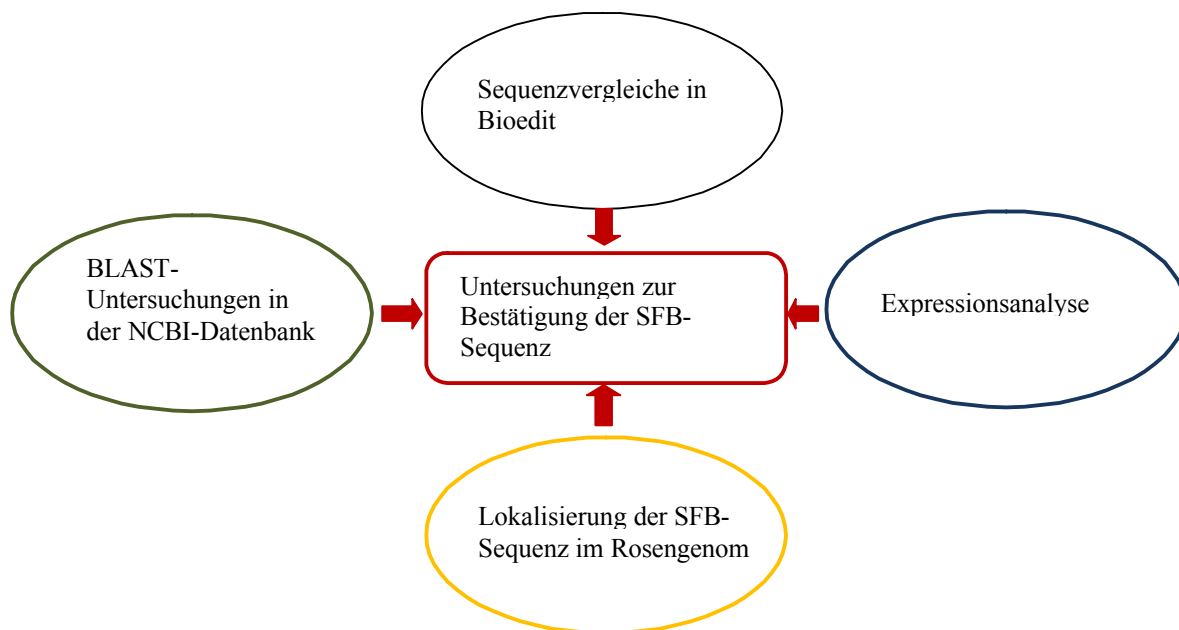 Sequenzvergleiche in
Bioedit
BLAST-
Untersuchungen in
der NCBI-Datenbank
Untersuchungen zur
Bestätigung der SFB-
Sequenz
Expressionsanalyse
Lokalisierung der SFB-
Sequenz im Rosengenom